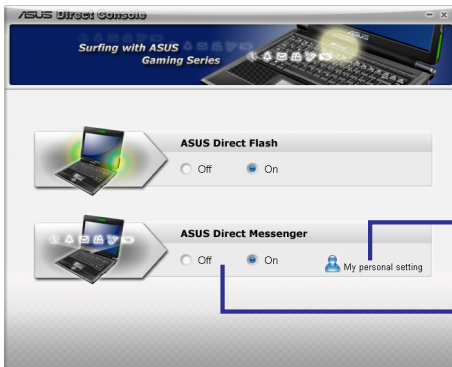 ASUS Direct Console
Surfing with ASUS
Gaming Series
ASUS Direct Flash
Off On
ASUS Direct Messenger
Off On My personal setting